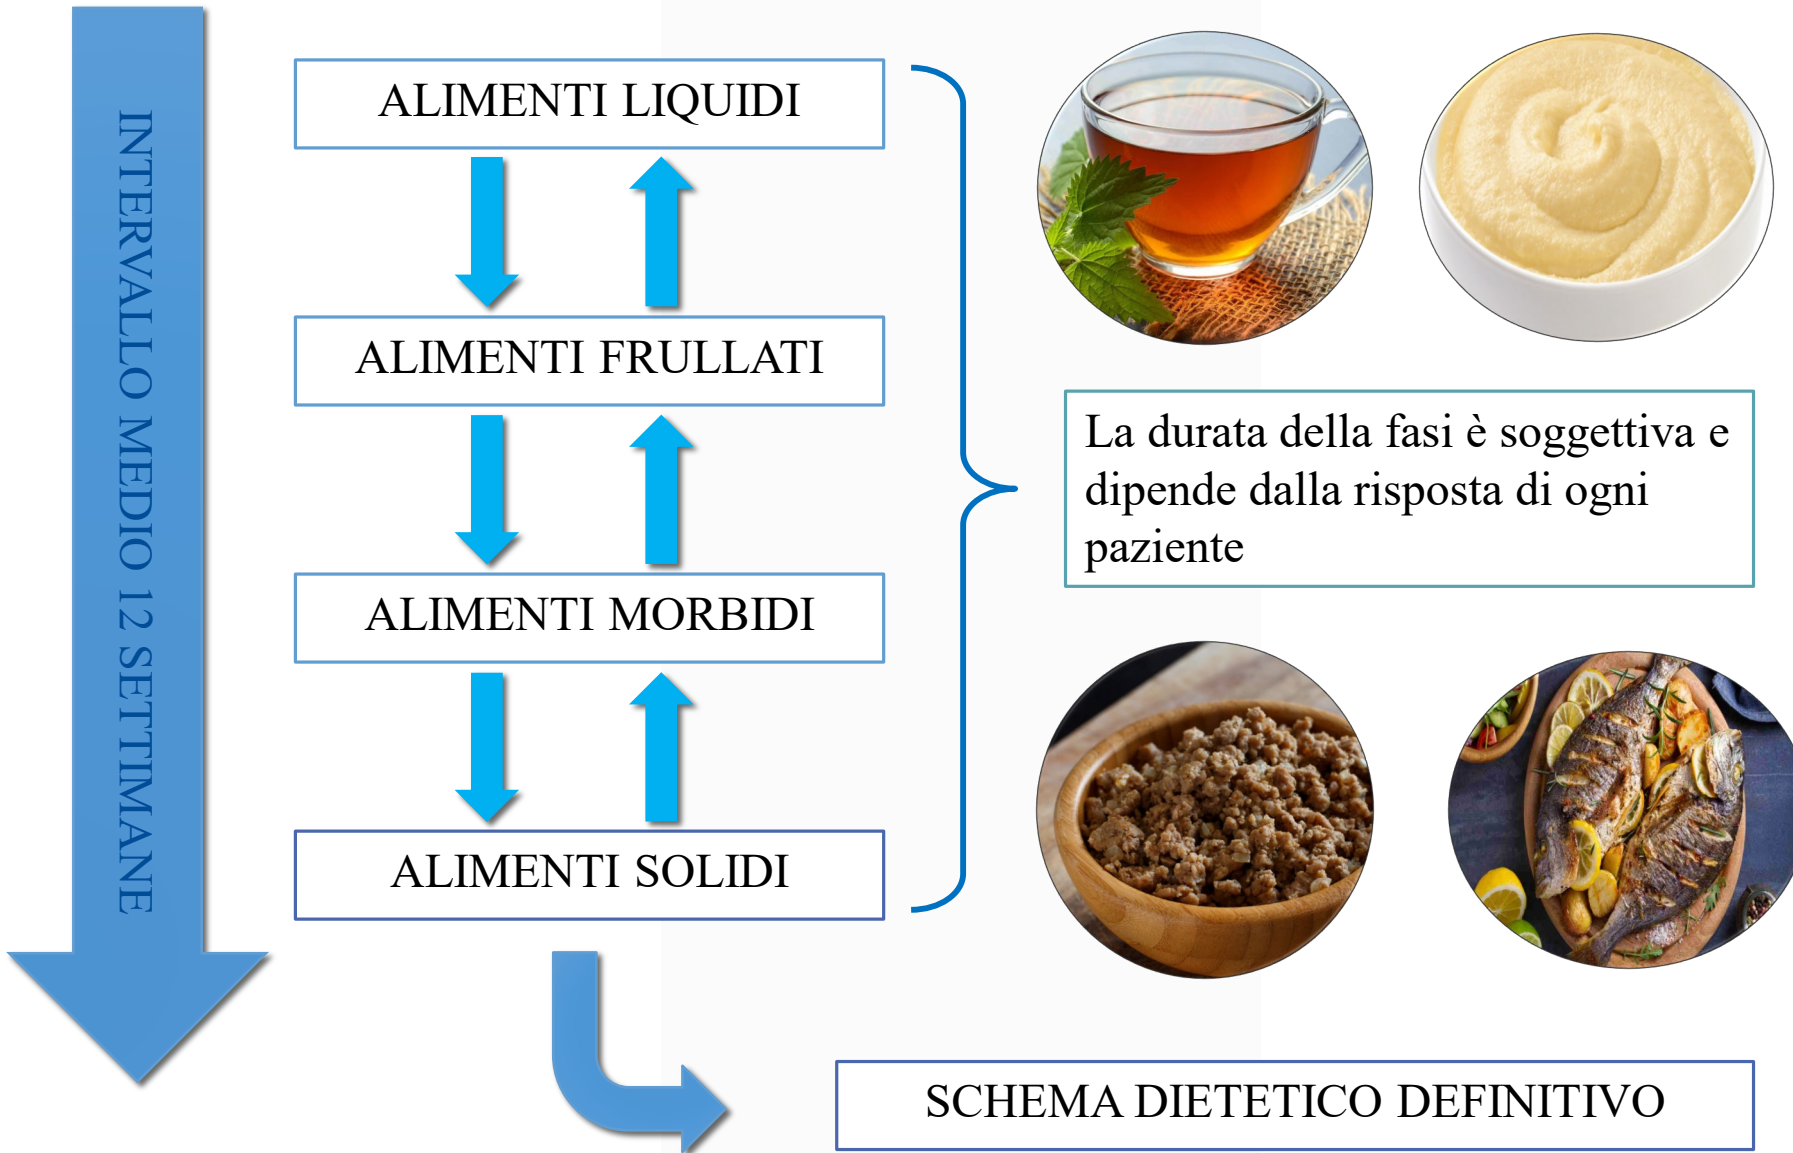 INTERVALLO MEDIO 12 SETTIMANE
ALIMENTI LIQUIDI
ALIMENTI FRULLATI
La durata della fasi è soggettiva e
dipende dalla risposta di ogni
paziente
ALIMENTI MORBIDI
ALIMENTI SOLIDI
SCHEMA DIETETICO DEFINITIVO